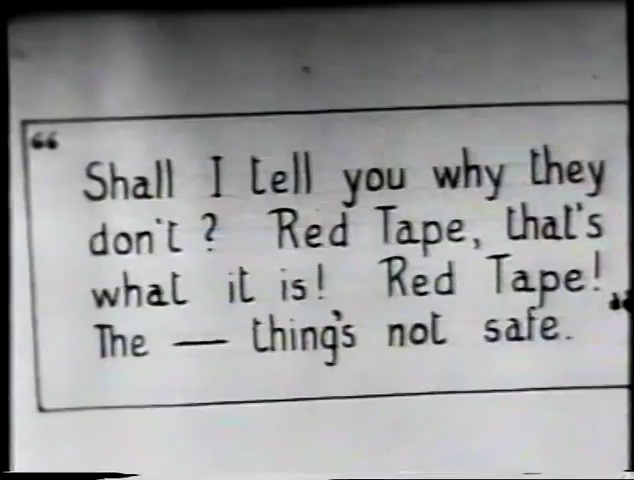 “
Shall I tell you why they
don't? Red Tape, that's
what it is! Red Tape!
The — thing's not safe. ”